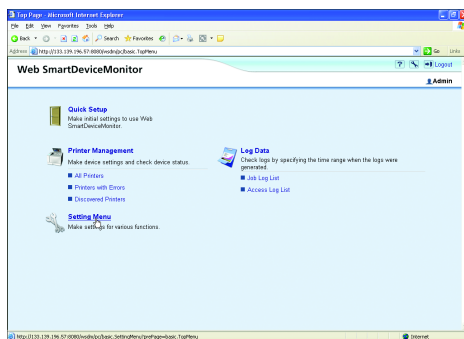 Top Page - Microsoft Internet Explorer
File Edit View Favorites Tools Help
Back Search Favorites
Address http://133.139.196.57:8080/wsdm/pc/basic.TopMenu Go Links
Web SmartDeviceMonitor
? Logout
Admin
Quick Setup
Make initial settings to use Web
SmartDeviceMonitor.
Printer Management
Make device settings and check device status.
All Printers
Printers with Errors
Discovered Printers
Setting Menu
Make settings for various functions.
Log Data
Check logs by specifying the time range when the logs were
generated.
Job Log List
Access Log List
http://133.139.196.57:8080/wsdm/pc/basic.SettingMenu?prePage=basic.TopMenu Internet